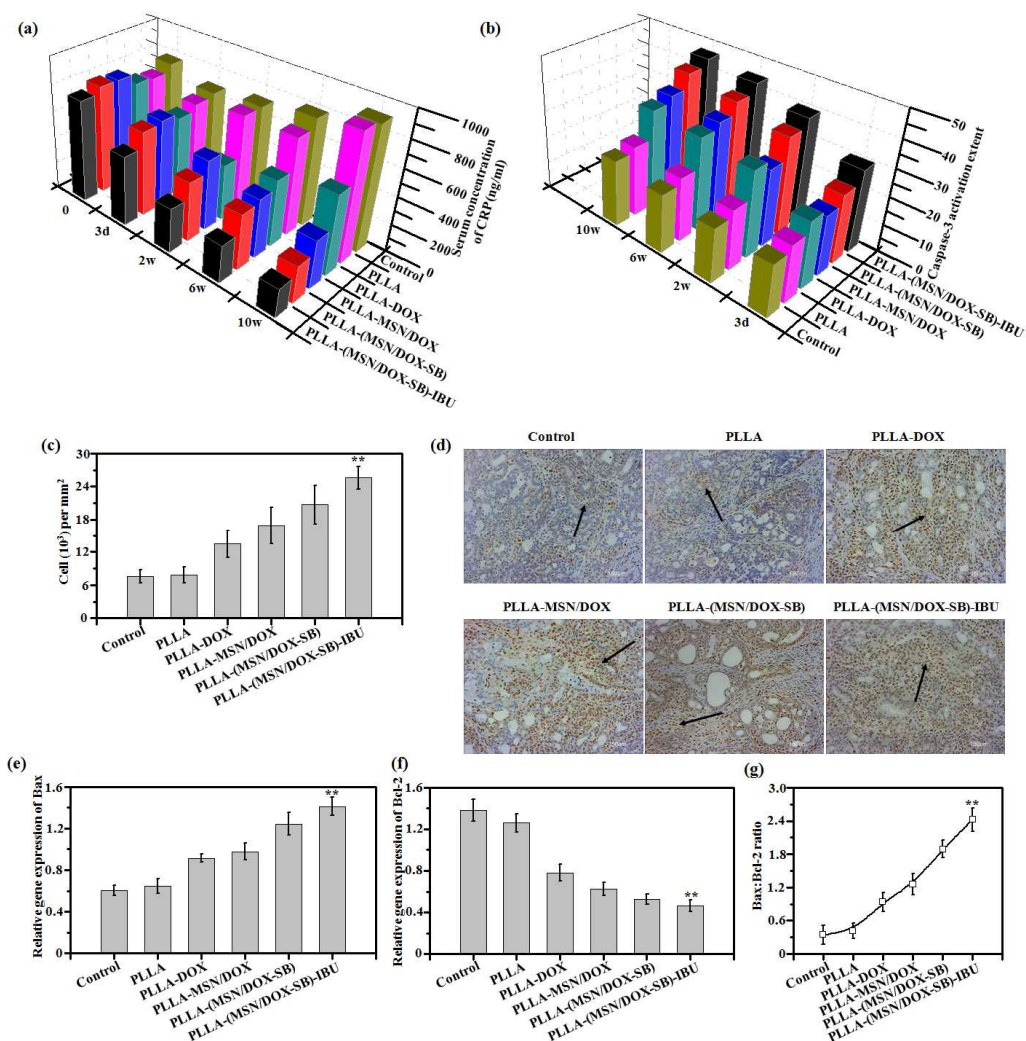 (a)
1000
800
600
400
200
0
Serum concentration
of CRP(ng/ml)
0
3d
2w
6w
10w
Control
PLLA
PLLA-DOX
PLLA-MSN/DOX
PLLA-(MSN/DOX-SB)
PLLA-(MSN/DOX-SB)-IBU
(b)
50
40
30
20
10
0
Caspase-3 activation extent
10w
6w
2w
3d
PLLA-(MSN/DOX-SB)-IBU
PLLA-(MSN/DOX-SB)
PLLA-MSN/DOX
PLLA-DOX
PLLA
Control
(c)
Cell (10³) per mm²
30
24
18
12
6
0
**
Control
PLLA
PLLA-DOX
PLLA-MSN/DOX
PLLA-(MSN/DOX-SB)
PLLA-(MSN/DOX-SB)-IBU
(d)
Control
PLLA
PLLA-DOX
PLLA-MSN/DOX
PLLA-(MSN/DOX-SB)
PLLA-(MSN/DOX-SB)-IBU
(e)
Relative gene expression of Bax
1.6
1.2
0.8
0.4
0
**
Control
PLLA
PLLA-DOX
PLLA-MSN/DOX
PLLA-(MSN/DOX-SB)
PLLA-(MSN/DOX-SB)-IBU
(f)
Relative gene expression of Bcl-2
1.6
1.2
0.8
0.4
0
**
Control
PLLA
PLLA-DOX
PLLA-MSN/DOX
PLLA-(MSN/DOX-SB)
PLLA-(MSN/DOX-SB)-IBU
(g)
Bax:Bcl-2 ratio
3.0
2.4
1.8
1.2
0.6
0
**
Control
PLLA
PLLA-DOX
PLLA-MSN/DOX
PLLA-(MSN/DOX-SB)
PLLA-(MSN/DOX-SB)-IBU